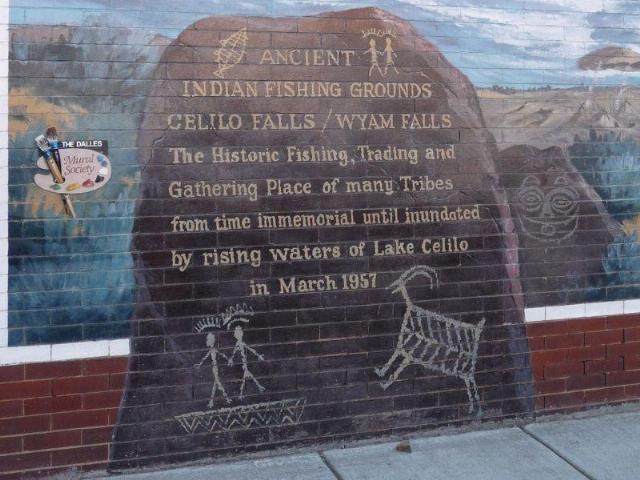 ANCIENT
INDIAN FISHING GROUNDS
CELILO FALLS / WYAM FALLS
The Historic Fishing, Trading and
Gathering Place of many Tribes
from time immemorial until inundated
by rising waters of Lake Celilo
in March 1957
THE DALLES
Mural
Society